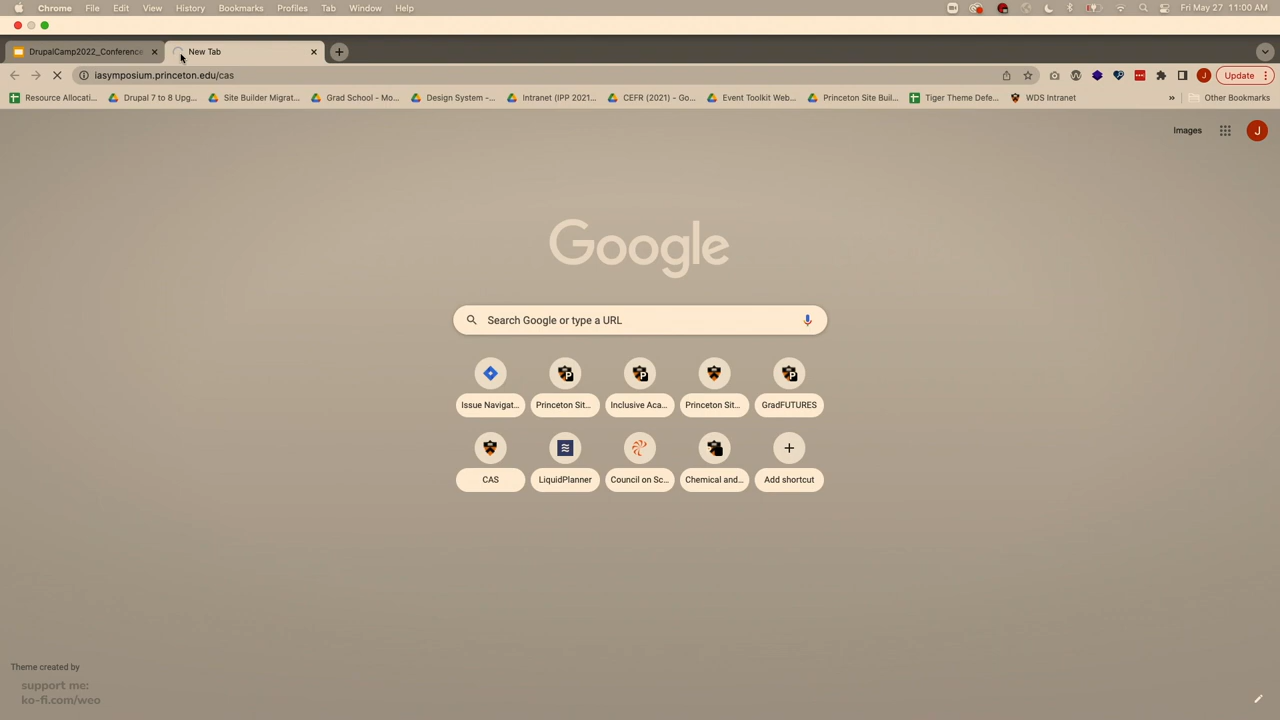 Chrome File Edit View History Bookmarks Profiles Tab Window Help Fri May 27 11:00 AM
DrupalCamp2022_Conference New Tab
iasymposium.princeton.edu/cas Update
Resource Allocati... Drupal 7 to 8 Upg... Site Builder Migrat... Grad School - Mo... Design System -... Intranet (IPP 2021... CEFR (2021) - Go... Event Toolkit Web... Princeton Site Buil... Tiger Theme Defe... WDS Intranet » Other Bookmarks
Images J
Google
Search Google or type a URL
Issue Navigat... Princeton Sit... Inclusive Aca... Princeton Sit... GradFUTURES
CAS LiquidPlanner Council on Sc... Chemical and... Add shortcut
Theme created by
support me:
ko-fi.com/weo